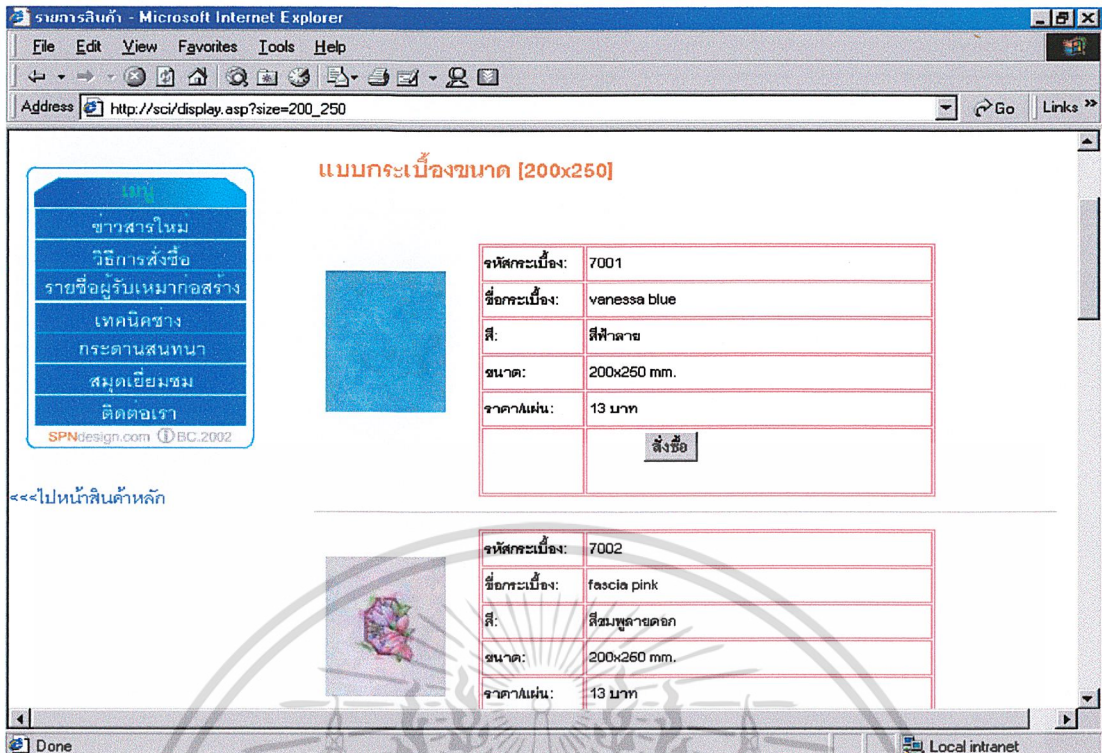 รายการสินค้า - Microsoft Internet Explorer
File Edit View Favorites Tools Help
Address http://sci/display.asp?size=200_250 Go Links »
แบบกระเบื้องขนาด [200x250]
เมนู
ข่าวสารใหม่
วิธีการสั่งซื้อ
รายชื่อผู้รับเหมาก่อสร้าง
เทคนิคช่าง
กระดานสนทนา
สมุดเยี่ยมชม
ติดต่อเรา
SPNdesign.com BC.2002
<<<ไปหน้าสินค้าหลัก
รหัสกระเบื้อง: 7001
ชื่อกระเบื้อง: vanessa blue
สี: สีฟ้าลาย
ขนาด: 200x250 mm.
ราคา/แผ่น: 13 บาท
สั่งซื้อ
รหัสกระเบื้อง: 7002
ชื่อกระเบื้อง: fascia pink
สี: สีชมพูลายดอก
ขนาด: 200x250 mm.
ราคา/แผ่น: 13 บาท
Done Local intranet